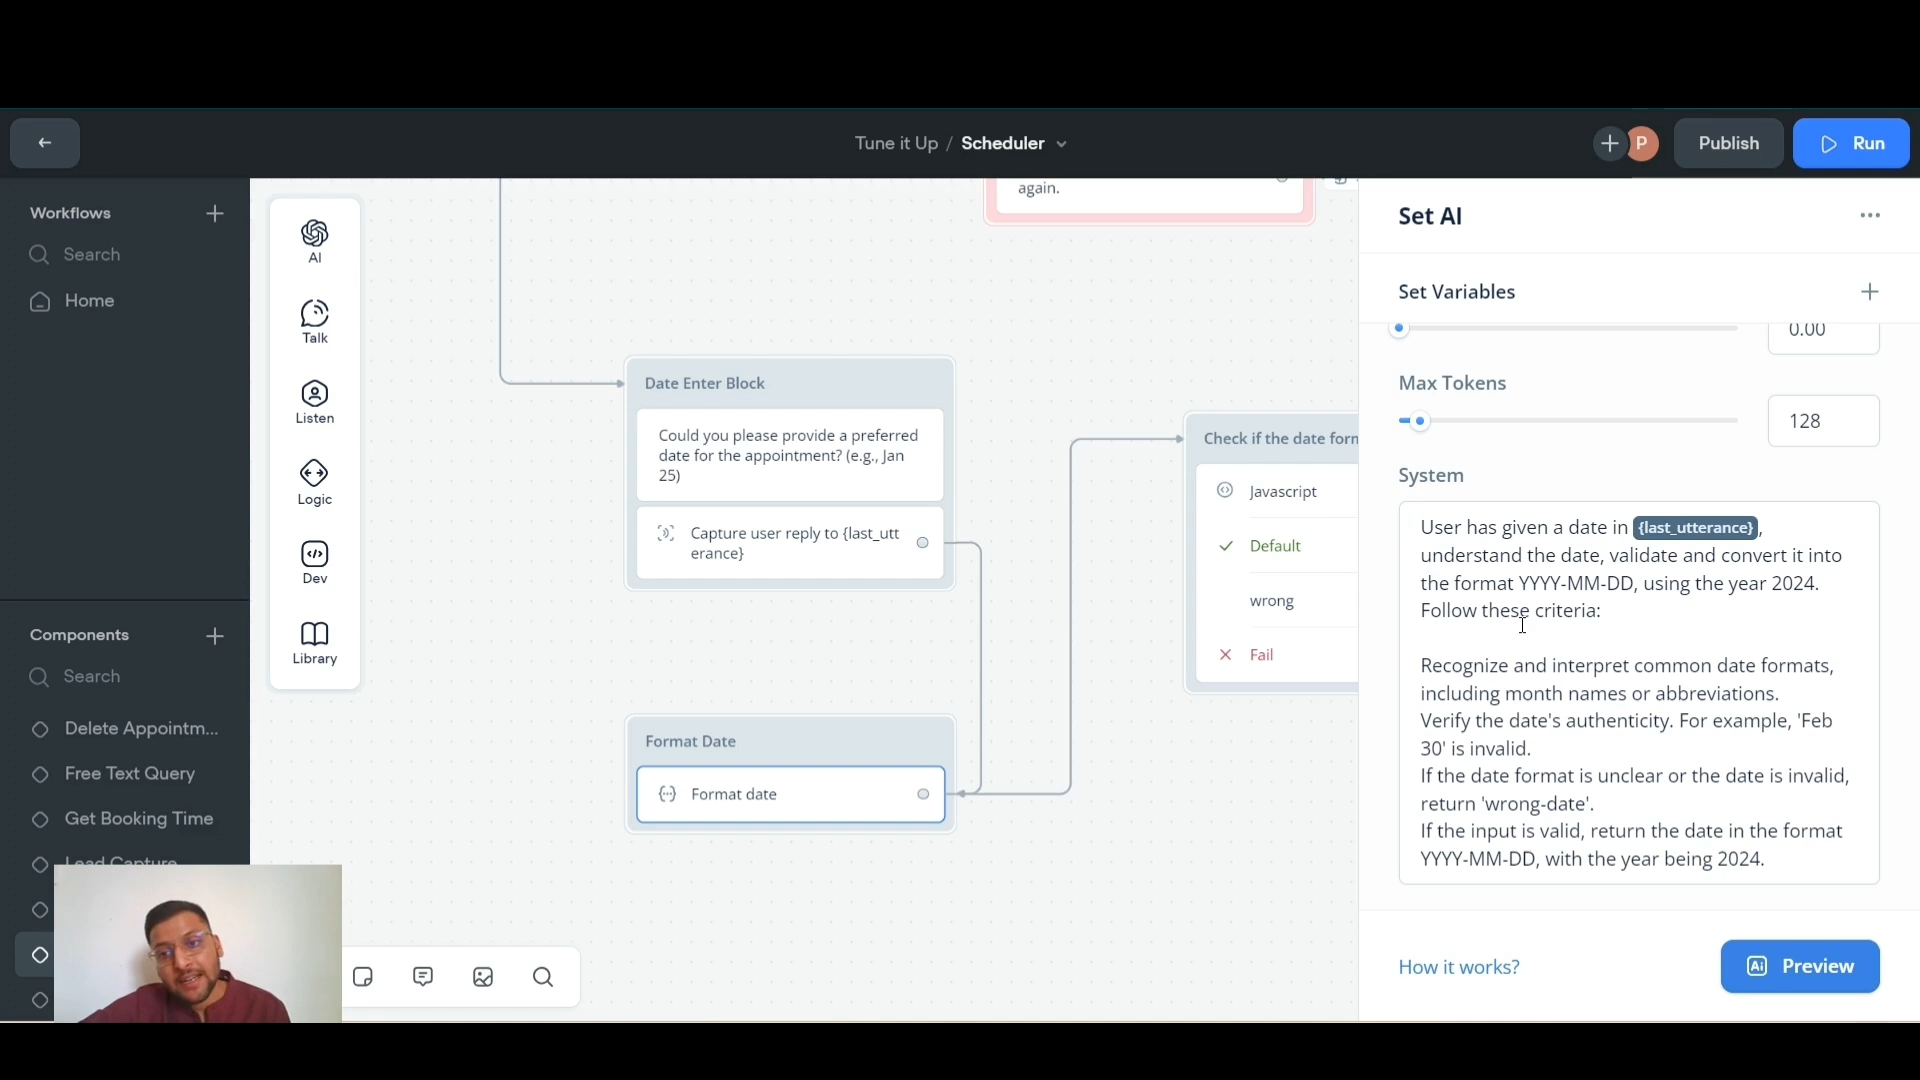 Tune it Up / Scheduler
P
Publish
Run
Workflows
Search
Home
Components
Search
Delete Appointm...
Free Text Query
Get Booking Time
Lead Capture
AI
Talk
Listen
Logic
Dev
Library
again.
Date Enter Block
Could you please provide a preferred
date for the appointment? (e.g., Jan
25)
Capture user reply to {last_utt
erance}
Format Date
Format date
Check if the date form
Javascript
Default
wrong
Fail
Set AI
Set Variables
0.00
Max Tokens
128
System
User has given a date in {last_utterance},
understand the date, validate and convert it into
the format YYYY-MM-DD, using the year 2024.
Follow these criteria:
Recognize and interpret common date formats,
including month names or abbreviations.
Verify the date's authenticity. For example, 'Feb
30' is invalid.
If the date format is unclear or the date is invalid,
return 'wrong-date'.
If the input is valid, return the date in the format
YYYY-MM-DD, with the year being 2024.
How it works?
Ai Preview